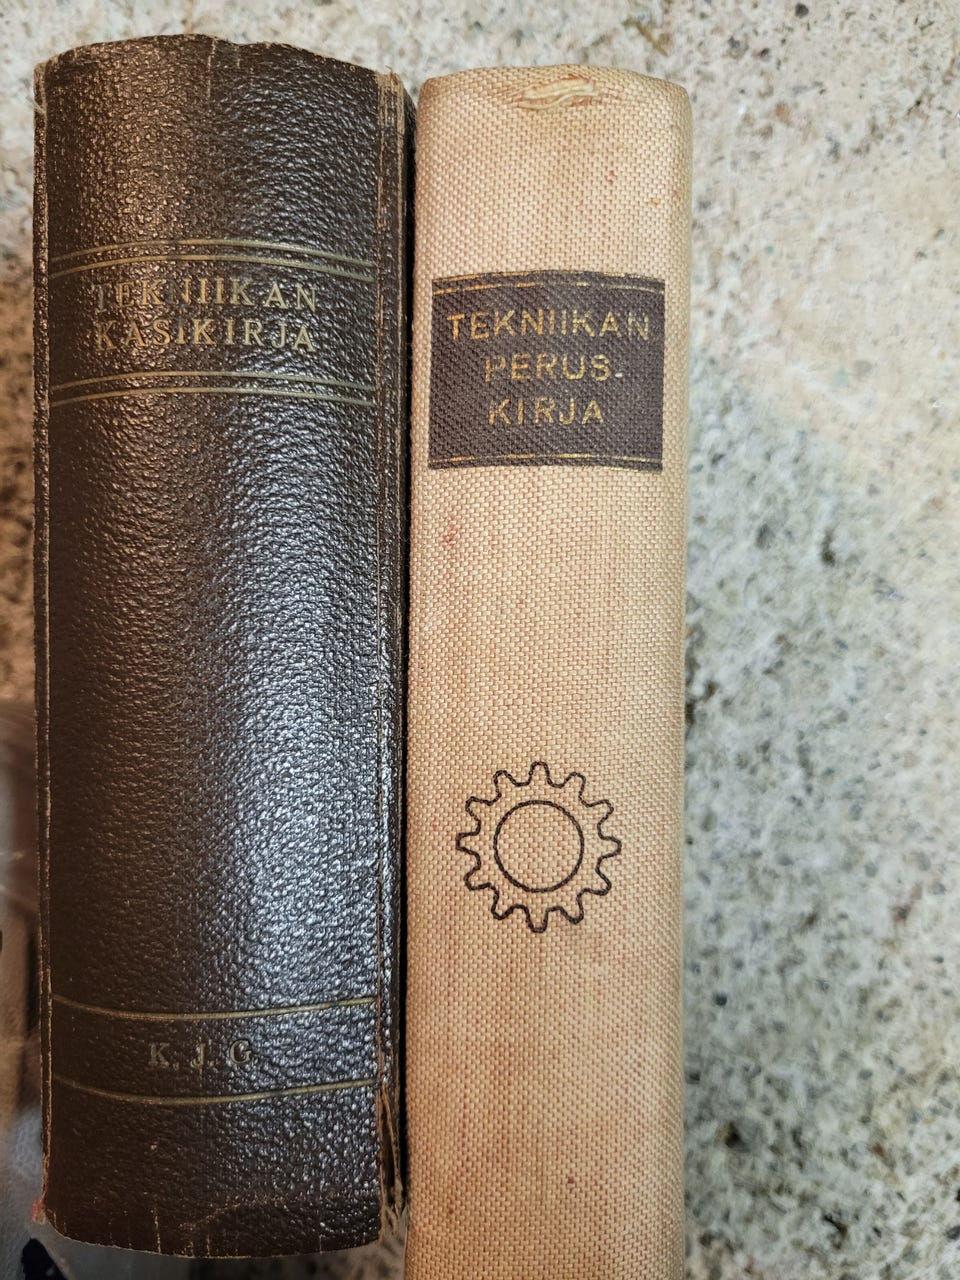 TEKNIIKAN
KÄSIKIRJA
K. J. G.
TEKNIIKAN
PERUS-
KIRJA